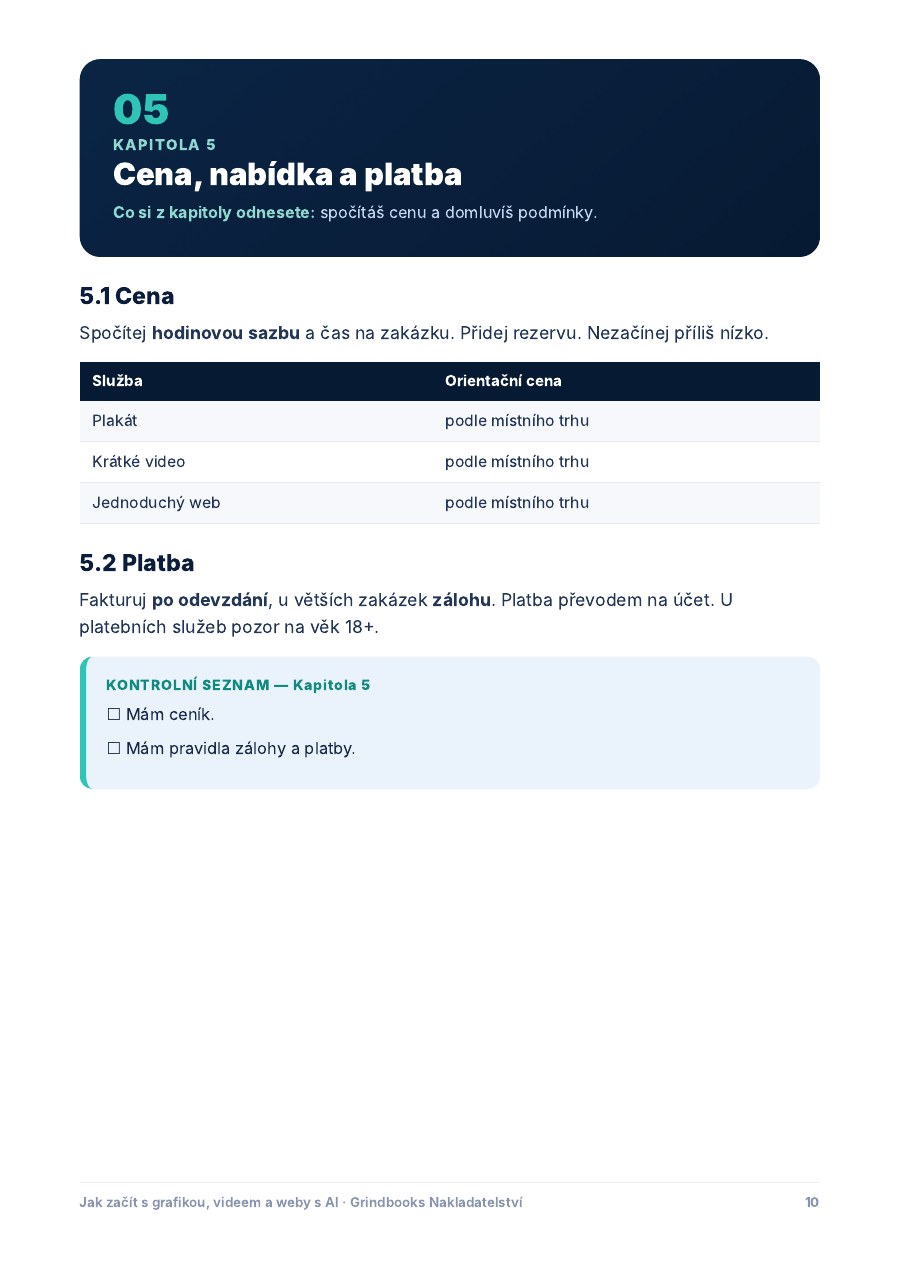 05
KAPITOLA 5
Cena, nabídka a platba
Co si z kapitoly odnesete: spočítáš cenu a domluvíš podmínky.
5.1 Cena
Spočítej hodinovou sazbu a čas na zakázku. Přidej rezervu. Nezačínej příliš nízko.
Služba Orientační cena
Plakát podle místního trhu
Krátké video podle místního trhu
Jednoduchý web podle místního trhu
5.2 Platba
Fakturuj po odevzdání, u větších zakázek zálohu. Platba převodem na účet. U
platebních služeb pozor na věk 18+.
KONTROLNÍ SEZNAM — Kapitola 5
☐ Mám ceník.
☐ Mám pravidla zálohy a platby.
Jak začít s grafikou, videem a weby s AI · Grindbooks Nakladatelství 10